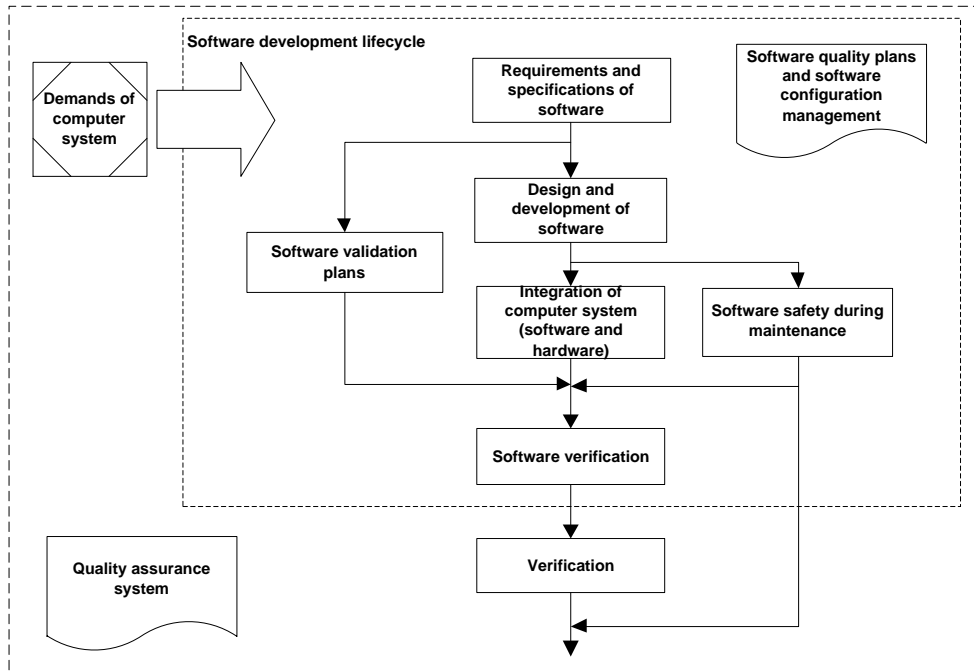 Software development lifecycle
Demands of
computer
system
Requirements and
specifications of
software
Software quality plans
and software
configuration
management
Design and
development of
software
Software validation
plans
Integration of
computer system
(software and
hardware)
Software safety during
maintenance
Software verification
Verification
Quality assurance
system